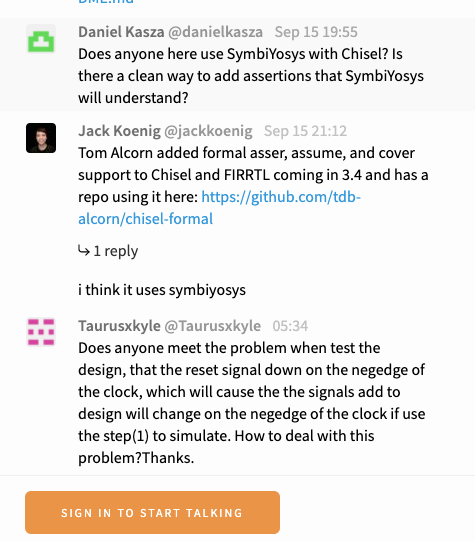 DME.md
Daniel Kasza @danielkasza Sep 15 19:55
Does anyone here use SymbiYosys with Chisel? Is
there a clean way to add assertions that SymbiYosys
will understand?
Jack Koenig @jackkoenig Sep 15 21:12
Tom Alcorn added formal asser, assume, and cover
support to Chisel and FIRRTL coming in 3.4 and has a
repo using it here: https://github.com/tdb-
alcorn/chisel-formal
1 reply
i think it uses symbiyosys
Taurusxkyle @Taurusxkyle 05:34
Does anyone meet the problem when test the
design, that the reset signal down on the negedge of
the clock, which will cause the the signals add to
design will change on the negedge of the clock if use
the step(1) to simulate. How to deal with this
problem?Thanks.
SIGN IN TO START TALKING